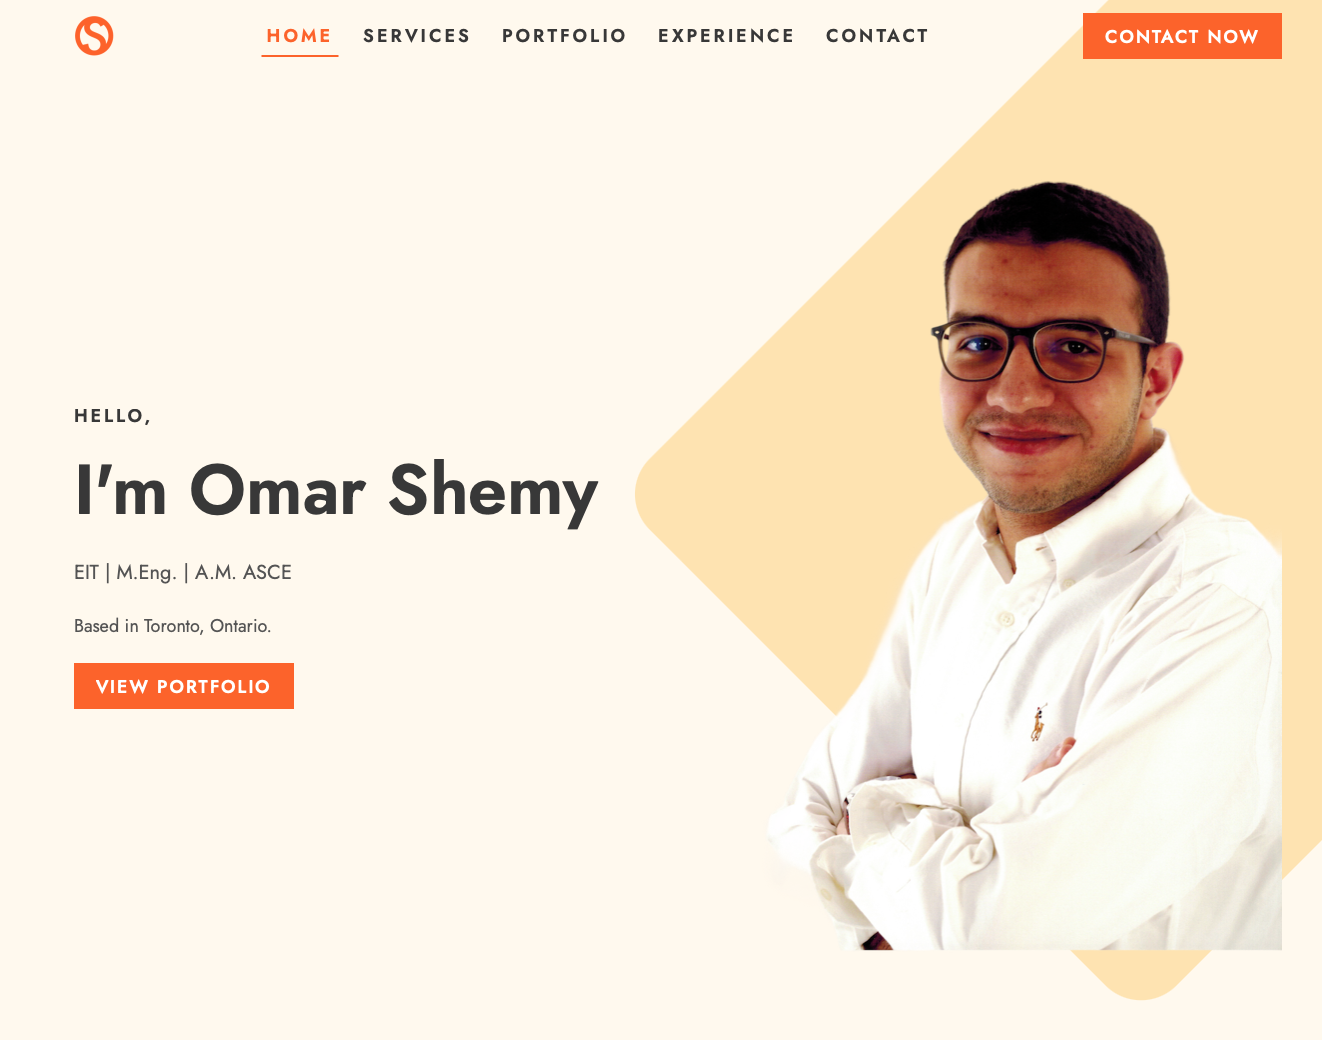 HOME SERVICES PORTFOLIO EXPERIENCE CONTACT CONTACT NOW
HELLO,
I'm Omar Shemy
EIT | M.Eng. | A.M. ASCE
Based in Toronto, Ontario.
VIEW PORTFOLIO